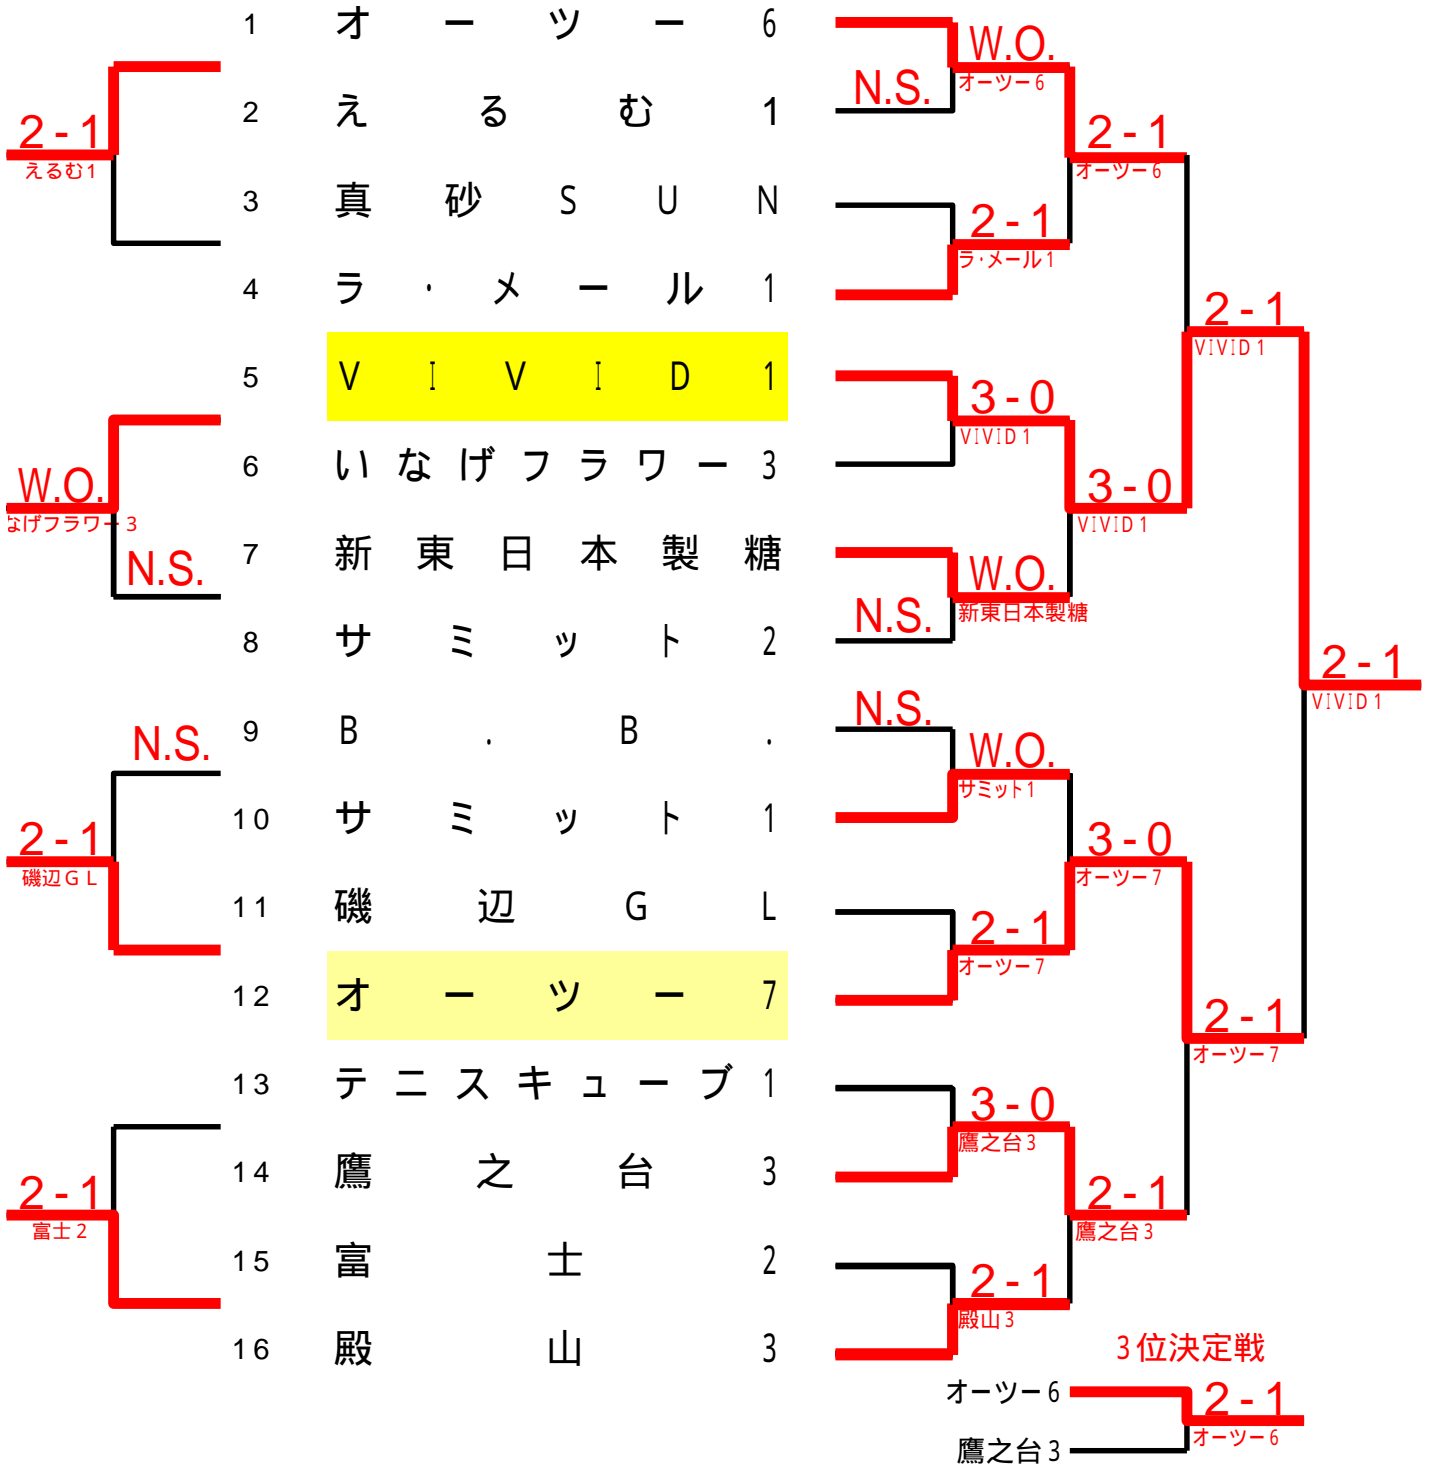 1 オーツー6
2 えるむ1
3 真砂SUN
4 ラ・メール1
5 VIVID1
6 いなげフラワー3
7 新東日本製糖
8 サミット2
9 B.B.
10 サミット1
11 磯辺GL
12 オーツー7
13 テニスキューブ1
14 鷹之台3
15 富士2
16 殿山3
2-1
えるむ1
W.O.
なげフラワー3
N.S.
N.S.
2-1
磯辺GL
2-1
富士2
W.O.
オーツー6
N.S.
2-1
ラ・メール1
3-0
VIVID1
W.O.
新東日本製糖
N.S.
N.S.
W.O.
サミット1
2-1
オーツー7
3-0
鷹之台3
2-1
殿山3
2-1
オーツー6
3-0
VIVID1
3-0
オーツー7
2-1
鷹之台3
2-1
VIVID1
2-1
オーツー7
2-1
VIVID1
3位決定戦
オーツー6
鷹之台3
2-1
オーツー6